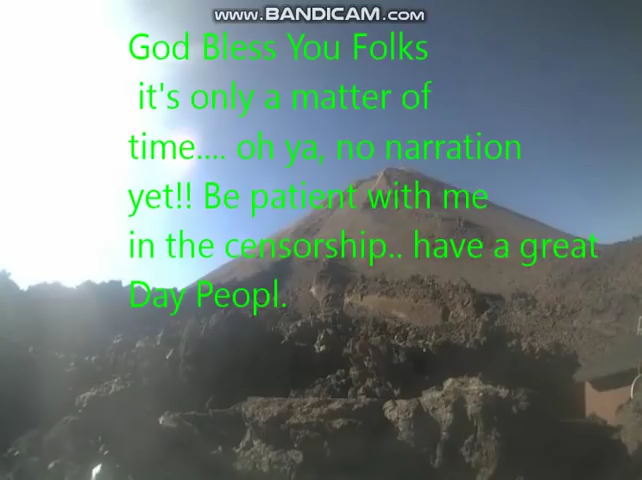 www.BANDICAM.com
God Bless You Folks
it's only a matter of
time.... oh ya, no narration
yet!! Be patient with me
in the censorship.. have a great
Day Peopl.